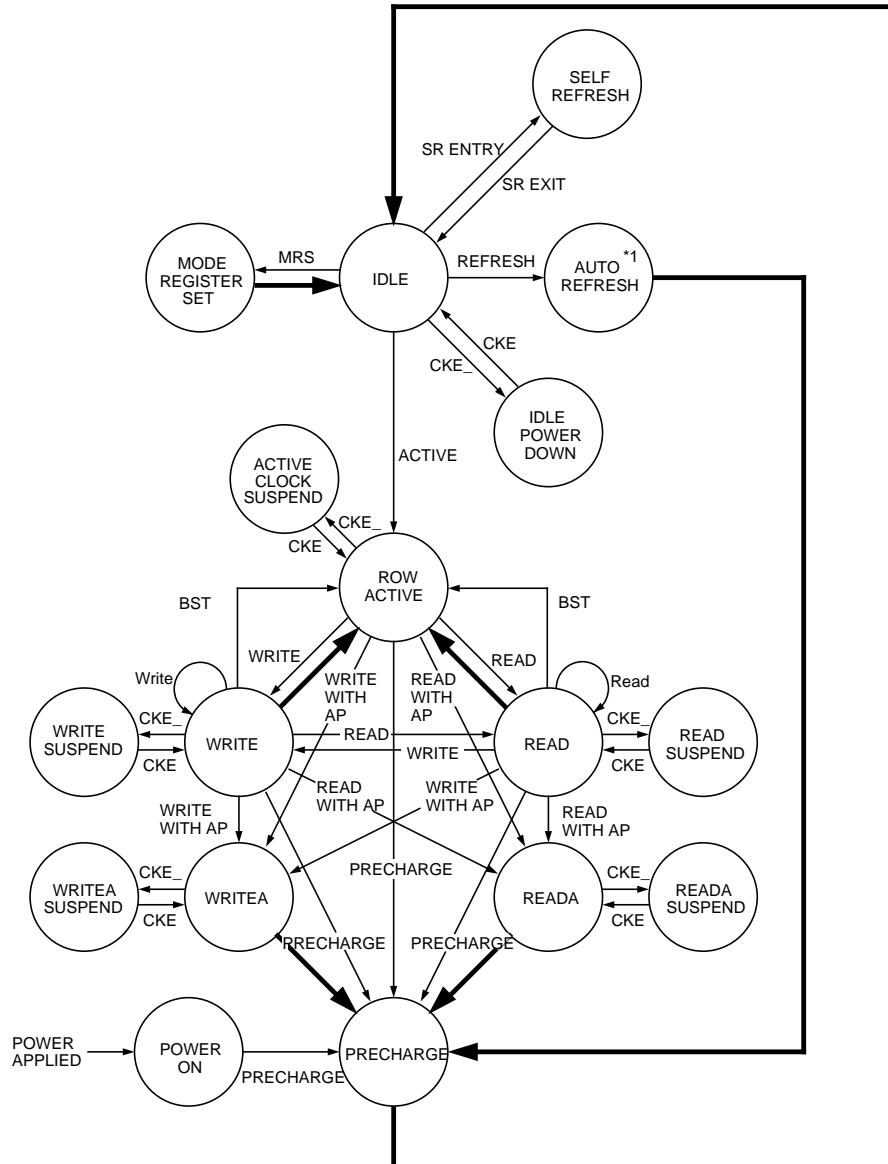 SELF
REFRESH
SR ENTRY
SR EXIT
MODE
REGISTER
SET
MRS
IDLE
REFRESH
AUTO *1
REFRESH
CKE
CKE_
IDLE
POWER
DOWN
ACTIVE
ACTIVE
CLOCK
SUSPEND
CKE_
CKE
ROW
ACTIVE
BST
BST
WRITE
READ
Write
WRITE
WITH
AP
READ
WITH
AP
Read
WRITE
SUSPEND
CKE_
CKE
WRITE
READ
WRITE
READ
CKE_
CKE
READ
SUSPEND
READ
WITH AP
WRITE
WITH AP
WRITE
WITH AP
READ
WITH AP
WRITEA
SUSPEND
CKE_
CKE
WRITEA
PRECHARGE
READA
CKE_
CKE
READA
SUSPEND
PRECHARGE
PRECHARGE
POWER
APPLIED
POWER
ON
PRECHARGE
PRECHARGE